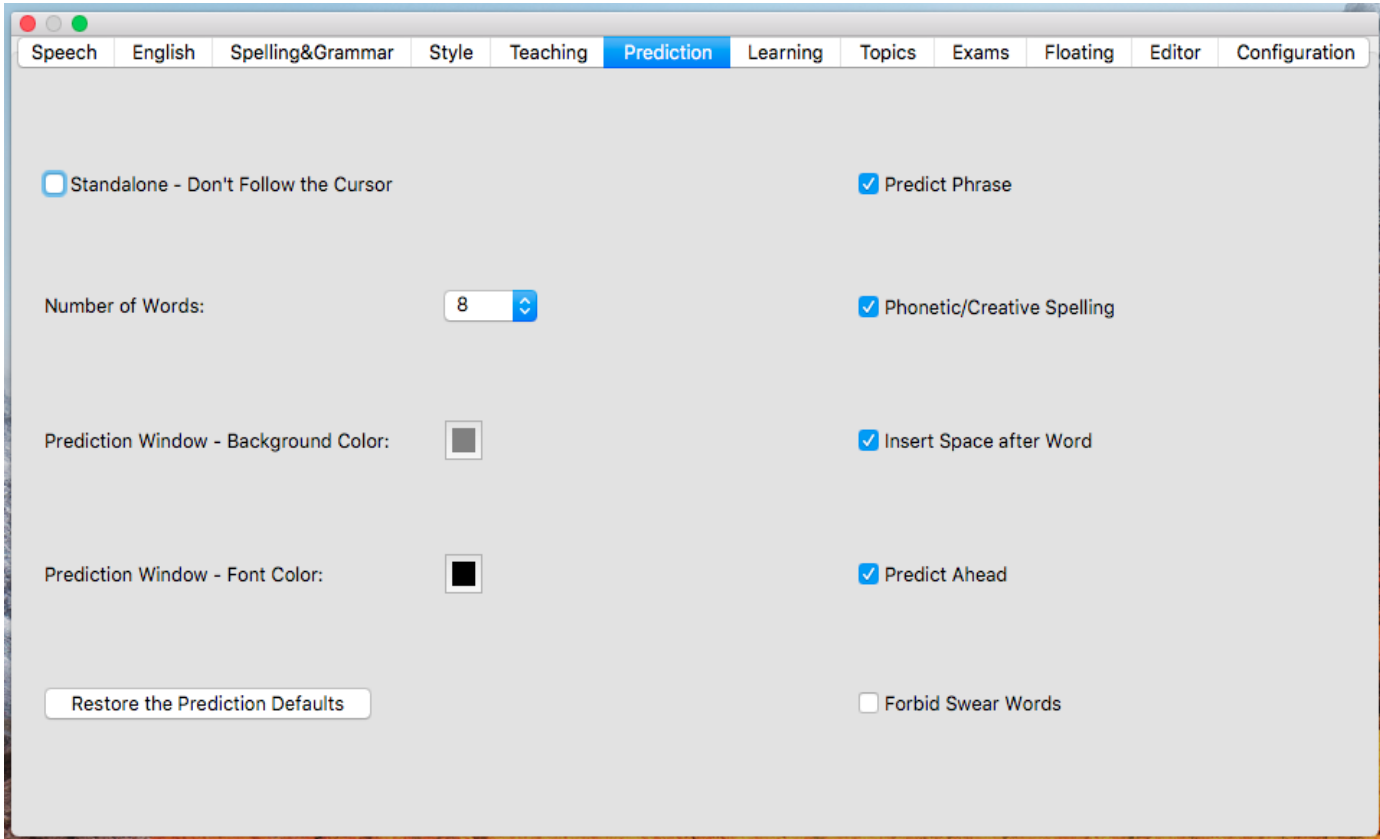 Speech English Spelling&Grammar Style Teaching Prediction Learning Topics Exams Floating Editor Configuration
Standalone - Don't Follow the Cursor
Predict Phrase
Number of Words: 8
Phonetic/Creative Spelling
Prediction Window - Background Color:
Insert Space after Word
Prediction Window - Font Color:
Predict Ahead
Restore the Prediction Defaults
Forbid Swear Words